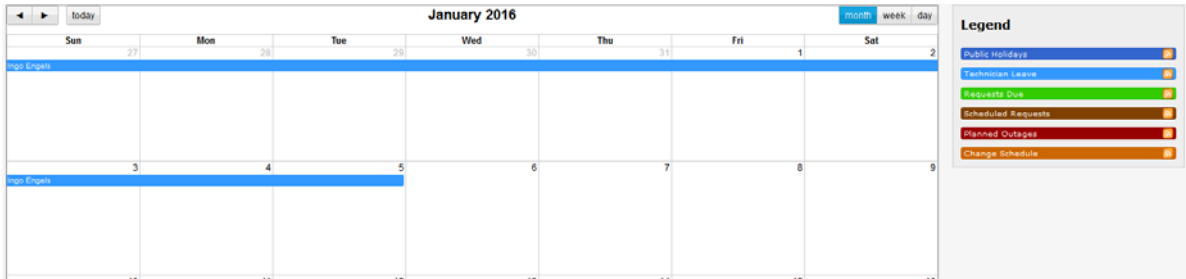 today
January 2016
month week day
Legend
Sun Mon Tue Wed Thu Fri Sat
27 28 29 30 31 1 2
Ingo Engels
Public Holidays
Technician Leave
Requests Due
Scheduled Requests
Planned Outages
Change Schedule
3 4 5 6 7 8 9
Ingo Engels